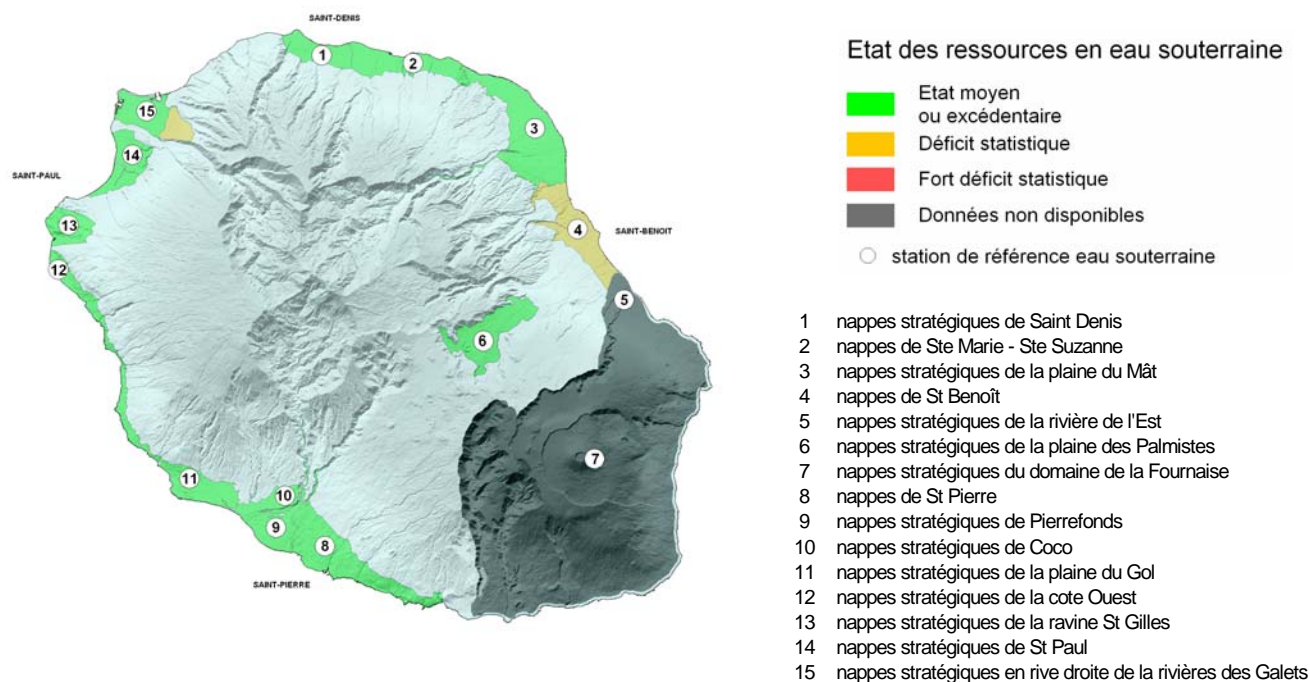 SAINT-DENIS
1
2
3
15
14
SAINT-PAUL
13
12
4
SAINT-BENOIT
5
6
7
11
10
9
8
SAINT-PIERRE
Etat des ressources en eau souterraine
Etat moyen
ou excédentaire
Déficit statistique
Fort déficit statistique
Données non disponibles
station de référence eau souterraine
1 nappes stratégiques de Saint Denis
2 nappes de Ste Marie - Ste Suzanne
3 nappes stratégiques de la plaine du Mât
4 nappes de St Benoît
5 nappes stratégiques de la rivière de l'Est
6 nappes stratégiques de la plaine des Palmistes
7 nappes stratégiques du domaine de la Fournaise
8 nappes de St Pierre
9 nappes stratégiques de Pierrefonds
10 nappes stratégiques de Coco
11 nappes stratégiques de la plaine du Gol
12 nappes stratégiques de la cote Ouest
13 nappes stratégiques de la ravine St Gilles
14 nappes stratégiques de St Paul
15 nappes stratégiques en rive droite de la rivières des Galets